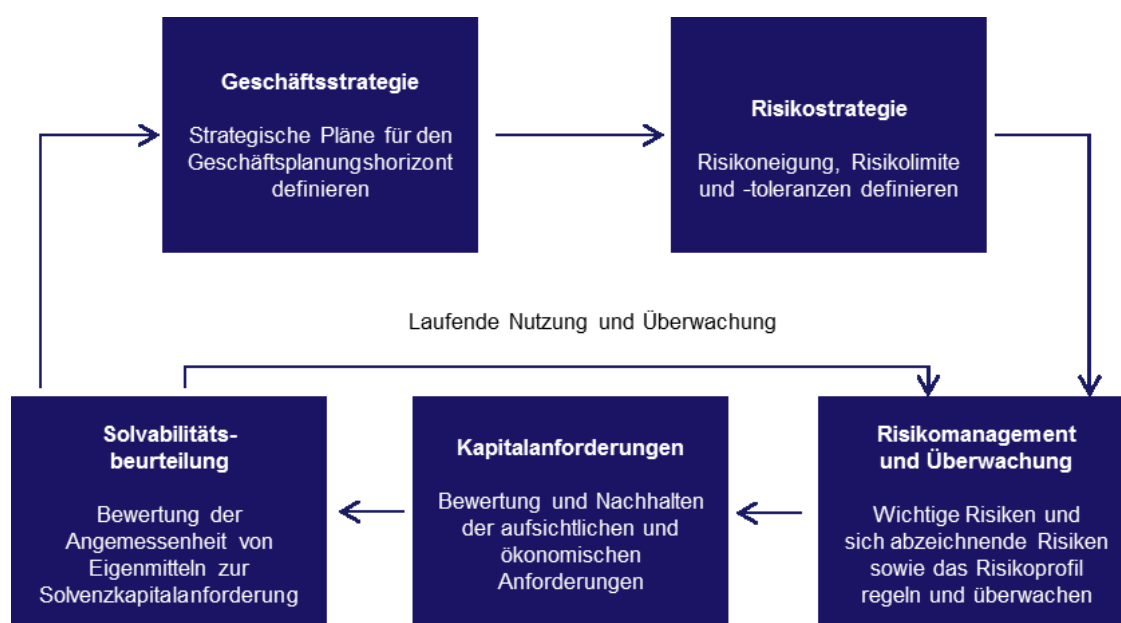 Geschäftsstrategie
Strategische Pläne für den
Geschäftsplanungshorizont
definieren
Risikostrategie
Risikoneigung, Risikolimite
und -toleranzen definieren
Laufende Nutzung und Überwachung
Solvabilitäts-
beurteilung
Bewertung der
Angemessenheit von
Eigenmitteln zur
Solvenzkapitalanforderung
Kapitalanforderungen
Bewertung und Nachhalten
der aufsichtlichen und
ökonomischen
Anforderungen
Risikomanagement
und Überwachung
Wichtige Risiken und
sich abzeichnende Risiken
sowie das Risikoprofil
regeln und überwachen